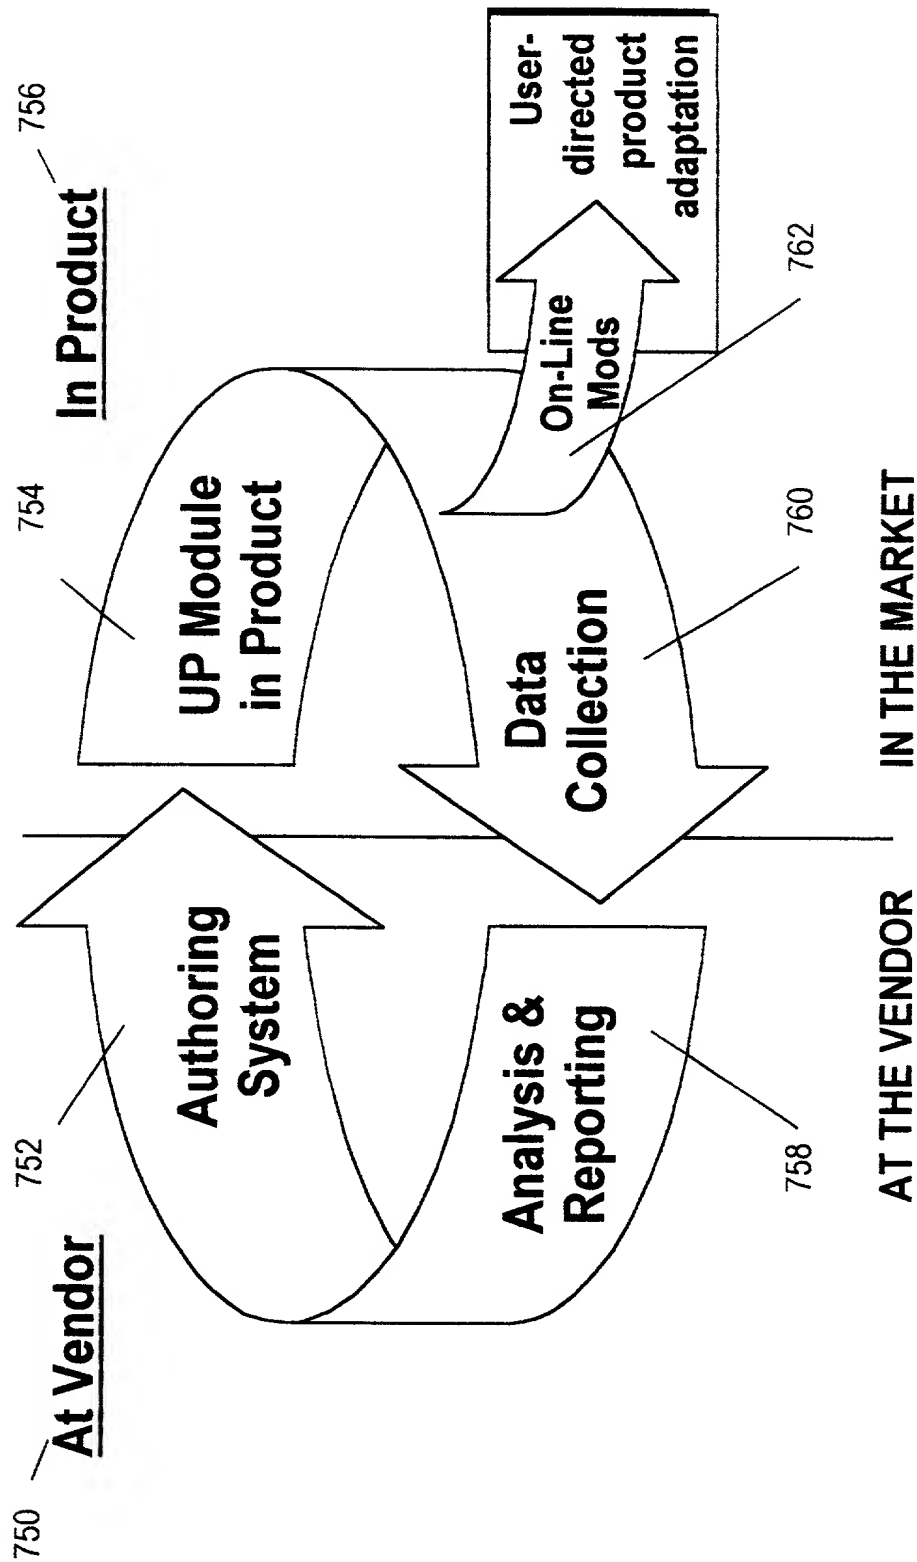 750
At Vendor
752
Authoring
System
754
UP Module
in Product
In Product
756
Analysis &
Reporting
758
Data
Collection
760
On-Line
Mods
762
User-
directed
product
adaptation
AT THE VENDOR
IN THE MARKET